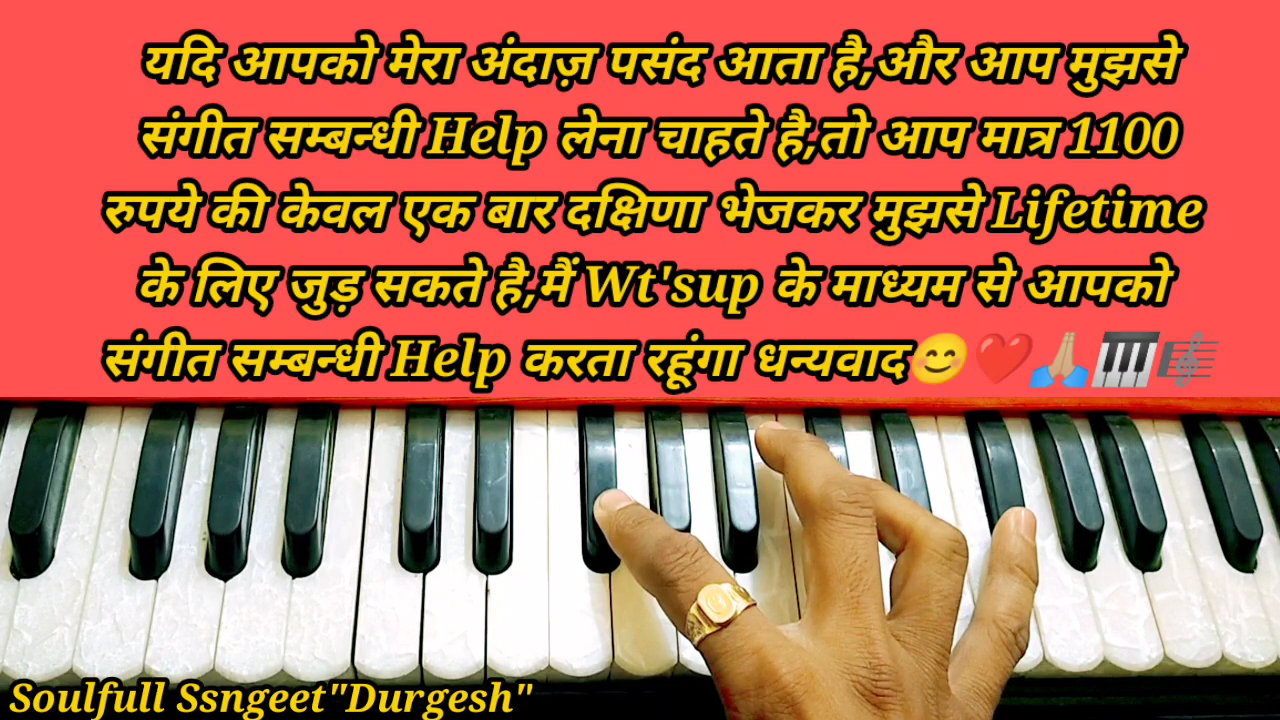 यदि आपको मेरा अंदाज़ पसंद आता है,और आप मुझसे
संगीत सम्बन्धी Help लेना चाहते है,तो आप मात्र 1100
रुपये की केवल एक बार दक्षिणा भेजकर मुझसे Lifetime
के लिए जुड़ सकते है,मैं Wt'sup के माध्यम से आपको
संगीत सम्बन्धी Help करता रहूंगा धन्यवाद😊❤️🙏🏽🎹🎼
Soulfull Ssngeet"Durgesh"